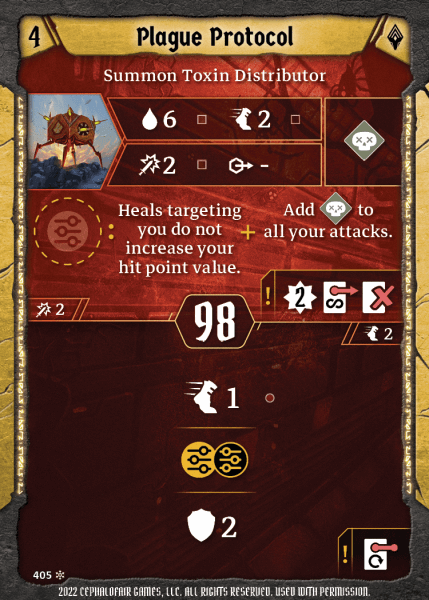 4
Plague Protocol
Summon Toxin Distributor
6
2
2
-
:
Heals targeting
you do not
increase your
hit point value.
+
Add to
all your attacks.
! 2
2
98
2
1
2
!
405
2022 CEPHALOFAIR GAMES, LLC. ALL RIGHTS RESERVED. USED WITH PERMISSION.